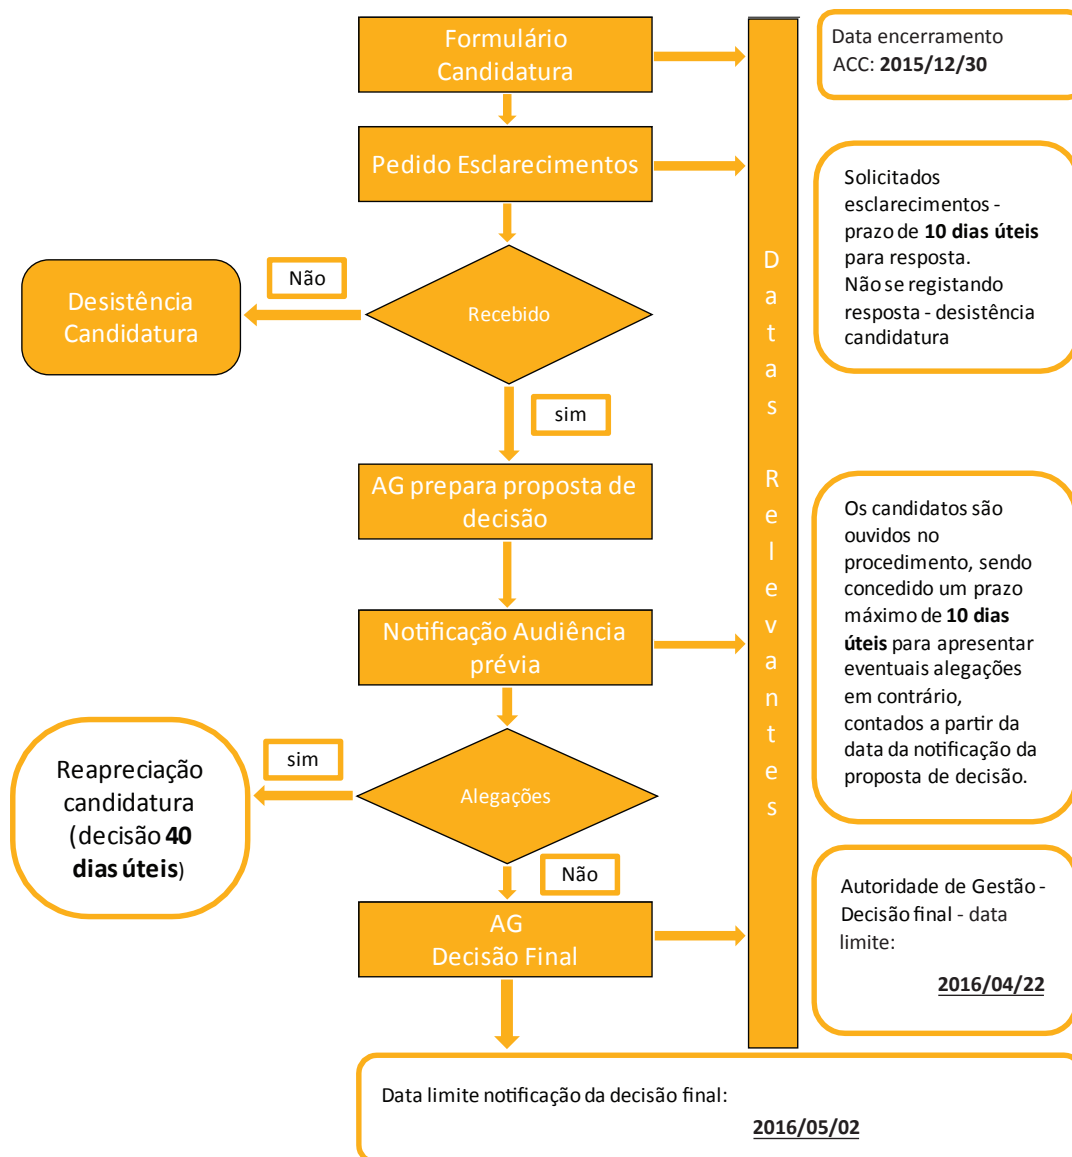 Formulário
Candidatura
Data encerramento
ACC: 2015/12/30
Pedido Esclarecimentos
Solicitados
esclarecimentos -
prazo de 10 dias úteis
para resposta.
Não se registando
resposta - desistência
candidatura
Não
Desistência
Candidatura
Recebido
sim
Datas Relevantes
AG prepara proposta de
decisão
Os candidatos são
ouvidos no
procedimento, sendo
concedido um prazo
máximo de 10 dias
úteis para apresentar
eventuais alegações
em contrário,
contados a partir da
data da notificação da
proposta de decisão.
Notificação Audiência
prévia
sim
Reapreciação
candidatura
(decisão 40
dias úteis)
Alegações
Não
AG
Decisão Final
Autoridade de Gestão -
Decisão final - data
limite:
2016/04/22
Data limite notificação da decisão final:
2016/05/02